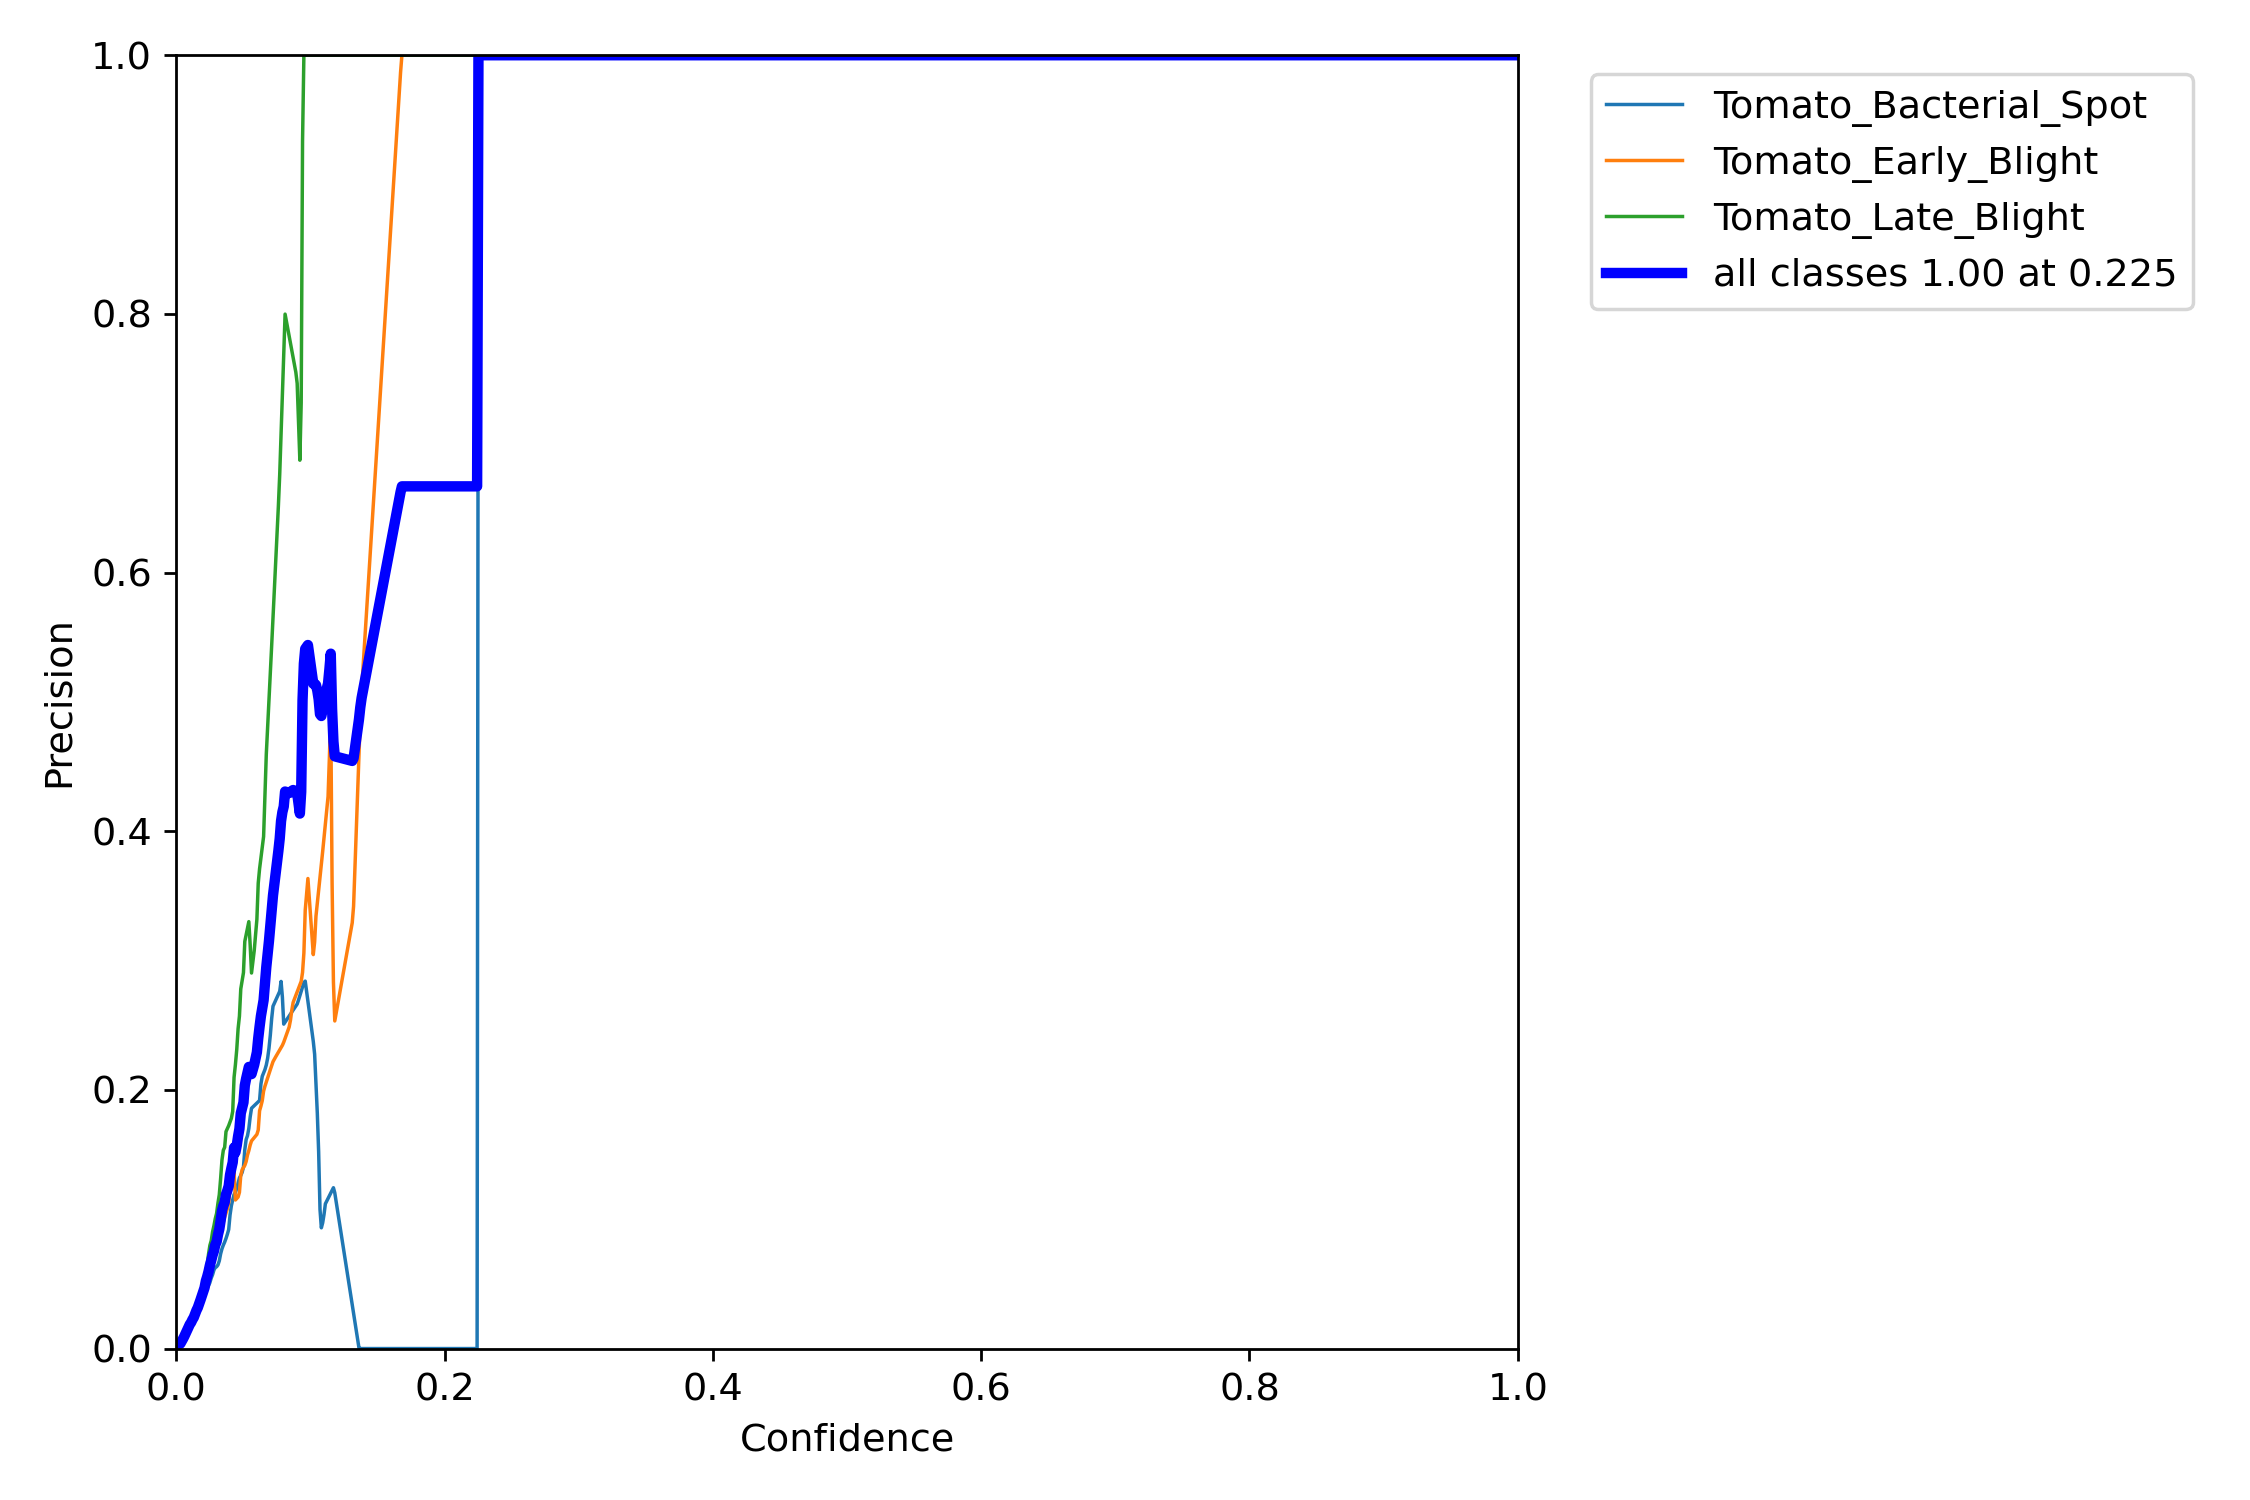 1.0
0.8
0.6
0.4
0.2
0.0
Precision
0.0 0.2 0.4 0.6 0.8 1.0
Confidence
Tomato_Bacterial_Spot
Tomato_Early_Blight
Tomato_Late_Blight
all classes 1.00 at 0.225